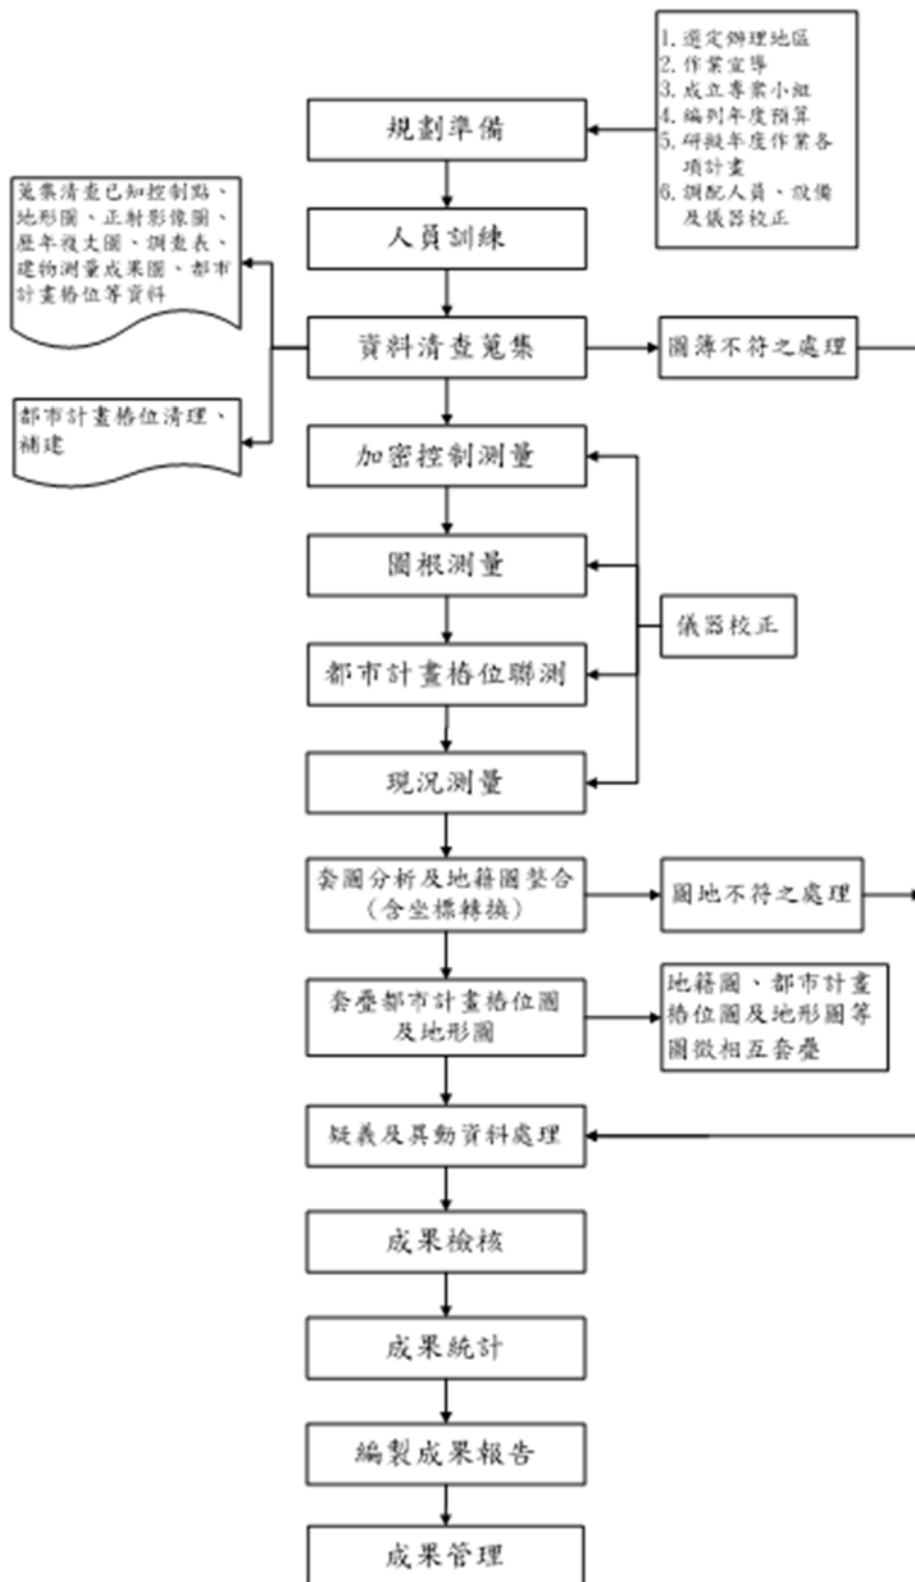 1. 選定辦理地區
2. 作業宣導
3. 成立專案小組
4. 編列年度預算
5. 研擬年度作業各
項計畫
6. 調配人員、設備
及儀器校正
規劃準備
人員訓練
蒐集清查已知控制點、
地形圖、正射影像圖、
歷年複丈圖、調查表、
建物測量成果圖、都市
計畫樁位等資料
資料清查蒐集
圖簿不符之處理
都市計畫樁位清理、
補建
加密控制測量
圖根測量
儀器校正
都市計畫樁位聯測
現況測量
套圖分析及地籍圖整合
(含坐標轉換)
圖地不符之處理
套疊都市計畫樁位圖
及地形圖
地籍圖、都市計畫
樁位圖及地形圖等
圖徵相互套疊
疑義及異動資料處理
成果檢核
成果統計
編製成果報告
成果管理